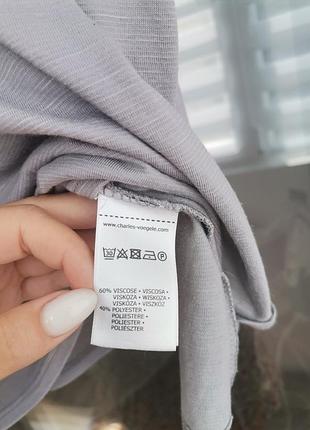 www.charles-voegele.com
60% VISCOSE • VISCOSA •
VISKOZA • WISKOZA •
VISKÓZA • VISZKÓZ
40% POLYESTER •
POLIESTERE •
POLIESTER •
POLIÉSZTER